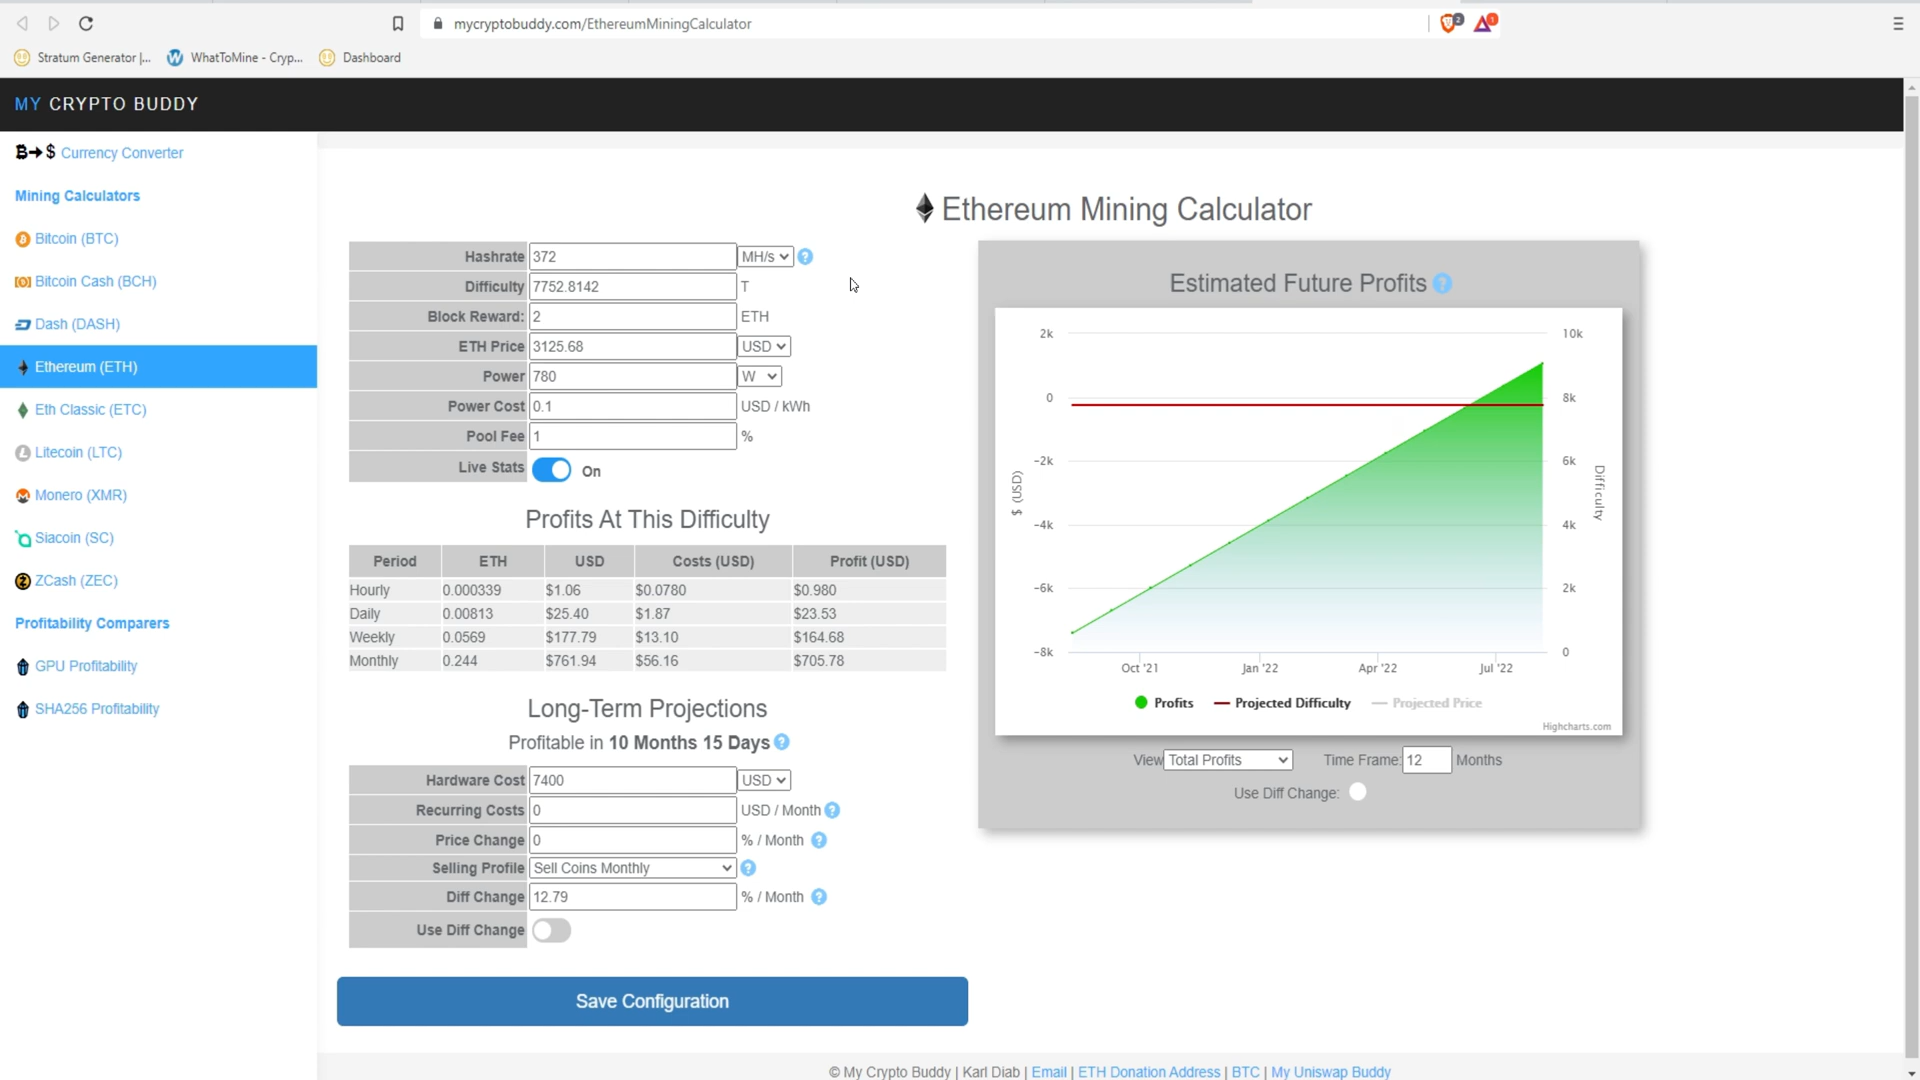 mycryptobuddy.com/EthereumMiningCalculator
2
1
Stratum Generator |...
WhatToMine - Cryp...
Dashboard
MY CRYPTO BUDDY
Currency Converter
Mining Calculators
Bitcoin (BTC)
Bitcoin Cash (BCH)
Dash (DASH)
Ethereum (ETH)
Eth Classic (ETC)
Litecoin (LTC)
Monero (XMR)
Siacoin (SC)
ZCash (ZEC)
Profitability Comparers
GPU Profitability
SHA256 Profitability
Ethereum Mining Calculator
Hashrate 372 MH/s ?
Difficulty 7752.8142 T
Block Reward: 2 ETH
ETH Price 3125.68 USD
Power 780 W
Power Cost 0.1 USD / kWh
Pool Fee 1 %
Live Stats On
Profits At This Difficulty
Period ETH USD Costs (USD) Profit (USD)
Hourly 0.000339 $1.06 $0.0780 $0.980
Daily 0.00813 $25.40 $1.87 $23.53
Weekly 0.0569 $177.79 $13.10 $164.68
Monthly 0.244 $761.94 $56.16 $705.78
Long-Term Projections
Profitable in 10 Months 15 Days ?
Hardware Cost 7400 USD
Recurring Costs 0 USD / Month ?
Price Change 0 % / Month ?
Selling Profile Sell Coins Monthly ?
Diff Change 12.79 % / Month ?
Use Diff Change
Save Configuration
Estimated Future Profits ?
2k 10k
0 8k
-2k 6k
-4k 4k
-6k 2k
-8k 0
$ (USD)
Difficulty
Oct '21 Jan '22 Apr '22 Jul '22
Profits Projected Difficulty Projected Price
Highcharts.com
View Total Profits Time Frame: 12 Months
Use Diff Change:
© My Crypto Buddy | Karl Diab | Email | ETH Donation Address | BTC | My Uniswap Buddy